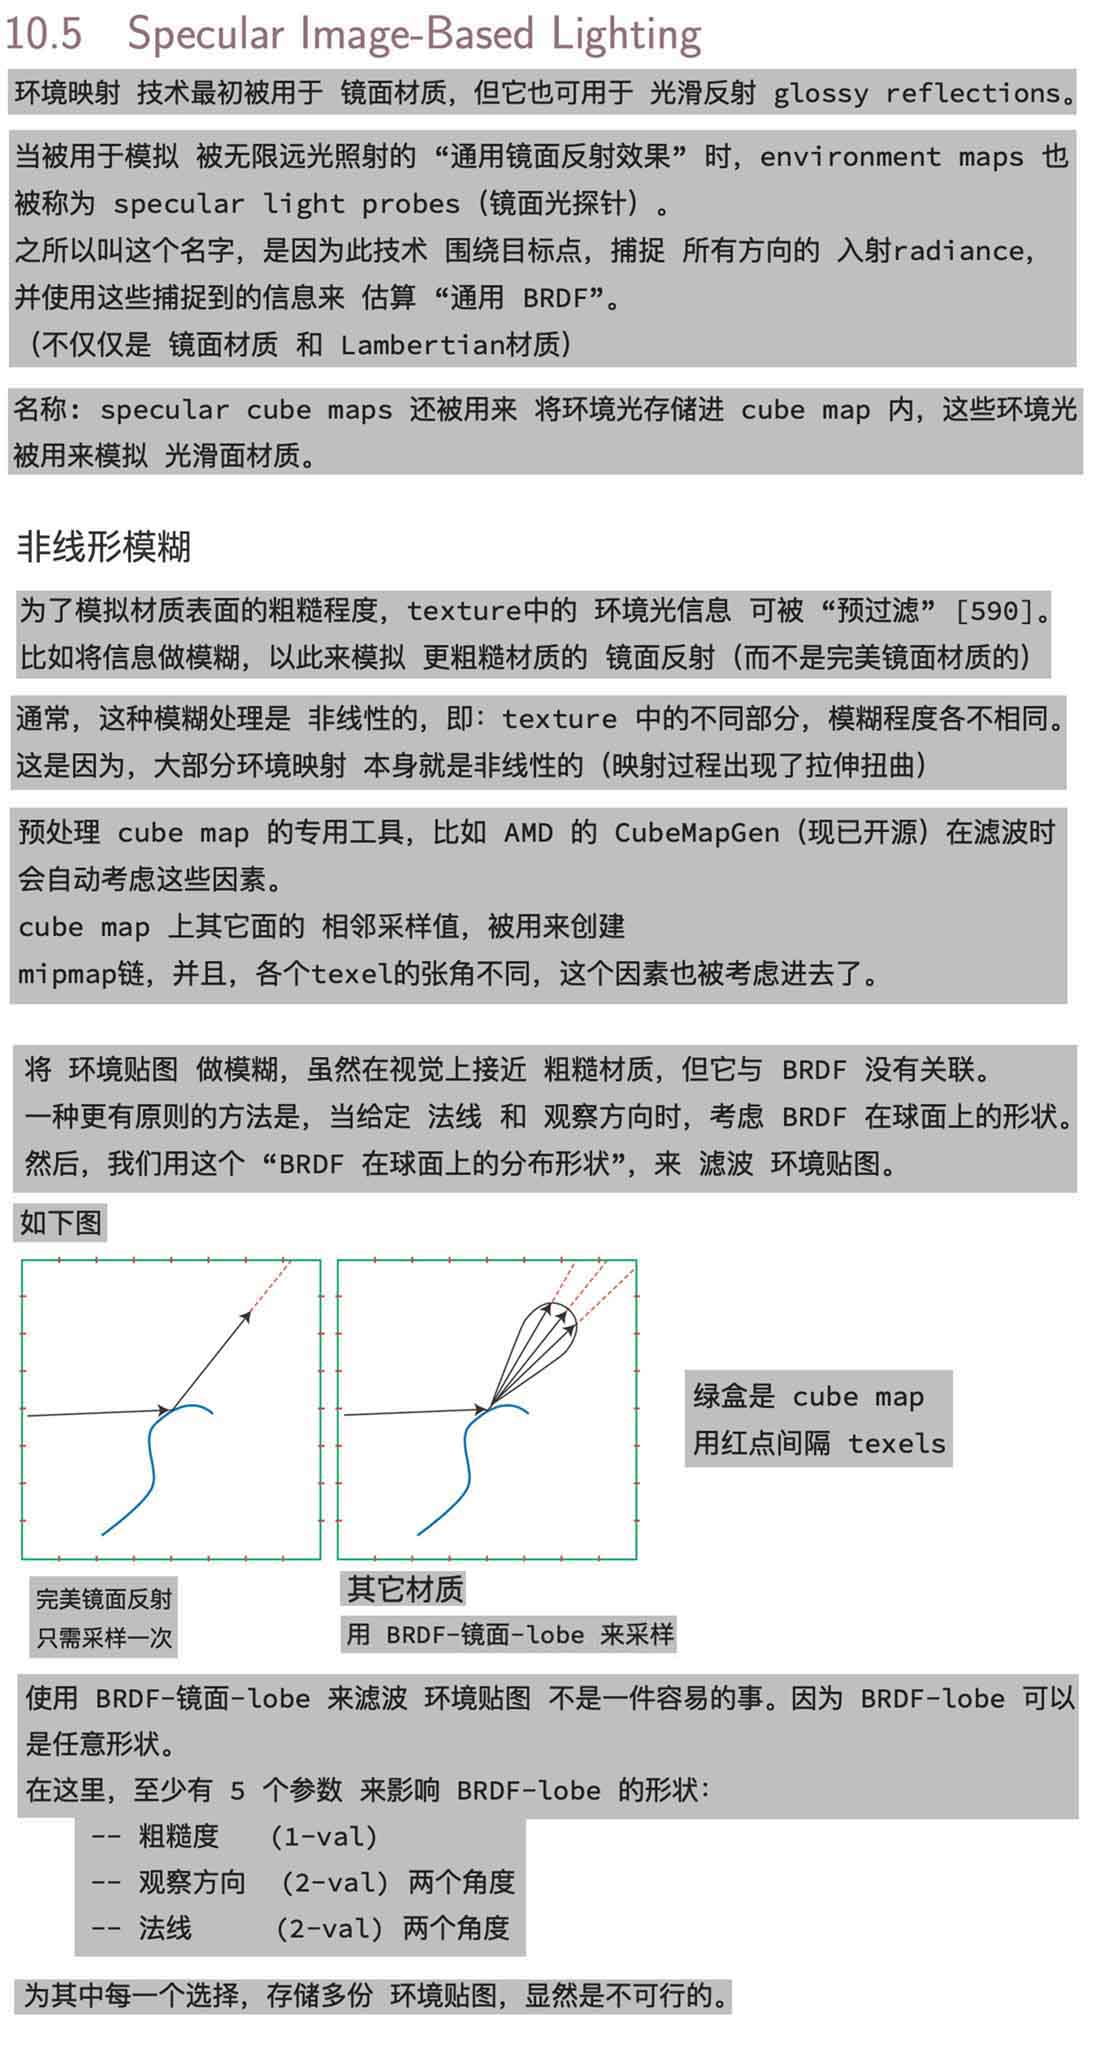 10.5 Specular Image-Based Lighting
环境映射 技术最初被用于 镜面材质，但它也可用于 光滑反射 glossy reflections。
当被用于模拟 被无限远光照射的 “通用镜面反射效果” 时，environment maps 也
被称为 specular light probes（镜面光探针）。
之所以叫这个名字，是因为此技术 围绕目标点，捕捉 所有方向的 入射radiance，
并使用这些捕捉到的信息来 估算 “通用 BRDF”。
（不仅仅是 镜面材质 和 Lambertian材质）
名称: specular cube maps 还被用来 将环境光存储进 cube map 内，这些环境光
被用来模拟 光滑面材质。
非线形模糊
为了模拟材质表面的粗糙程度，texture中的 环境光信息 可被 “预过滤” [590]。
比如将信息做模糊，以此来模拟 更粗糙材质的 镜面反射（而不是完美镜面材质的）
通常，这种模糊处理是 非线性的，即：texture 中的不同部分，模糊程度各不相同。
这是因为，大部分环境映射 本身就是非线性的（映射过程出现了拉伸扭曲）
预处理 cube map 的专用工具，比如 AMD 的 CubeMapGen（现已开源）在滤波时
会自动考虑这些因素。
cube map 上其它面的 相邻采样值，被用来创建
mipmap链，并且，各个texel的张角不同，这个因素也被考虑进去了。
将 环境贴图 做模糊，虽然在视觉上接近 粗糙材质，但它与 BRDF 没有关联。
一种更有原则的方法是，当给定 法线 和 观察方向时，考虑 BRDF 在球面上的形状。
然后，我们用这个 “BRDF 在球面上的分布形状”，来 滤波 环境贴图。
如下图
绿盒是 cube map
用红点间隔 texels
完美镜面反射
只需采样一次
其它材质
用 BRDF-镜面-lobe 来采样
使用 BRDF-镜面-lobe 来滤波 环境贴图 不是一件容易的事。因为 BRDF-lobe 可以
是任意形状。
在这里，至少有 5 个参数 来影响 BRDF-lobe 的形状：
-- 粗糙度 (1-val)
-- 观察方向 (2-val) 两个角度
-- 法线 (2-val) 两个角度
为其中每一个选择，存储多份 环境贴图，显然是不可行的。